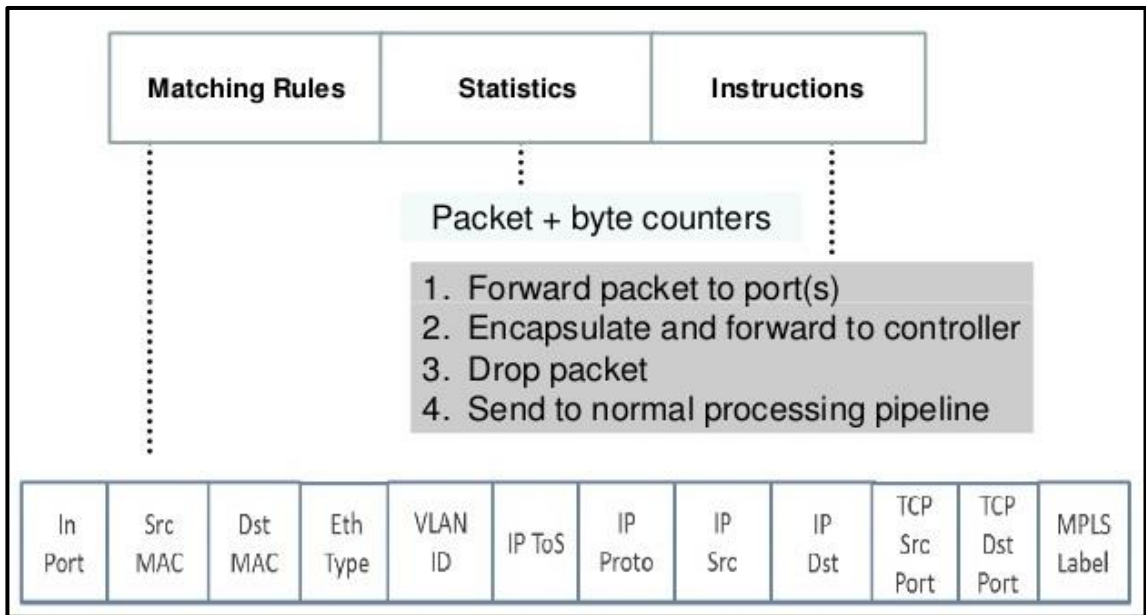 Matching Rules
Statistics
Instructions
Packet + byte counters
1. Forward packet to port(s)
2. Encapsulate and forward to controller
3. Drop packet
4. Send to normal processing pipeline
In
Port
Src
MAC
Dst
MAC
Eth
Type
VLAN
ID
IP ToS
IP
Proto
IP
Src
IP
Dst
TCP
Src
Port
TCP
Dst
Port
MPLS
Label